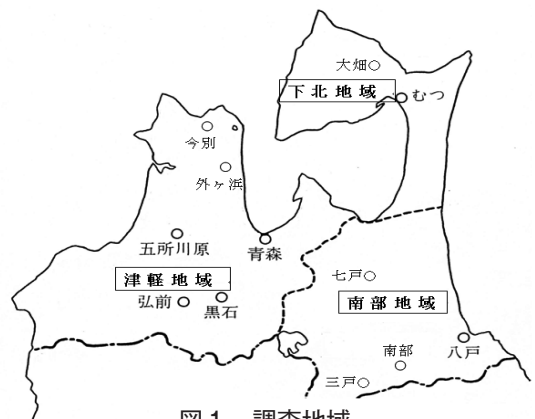 大畑
下北地域
むつ
今別
外ヶ浜
五所川原
青森
津軽地域
七戸
弘前
黒石
南部地域
南部
八戸
三戸
図1 調査地域